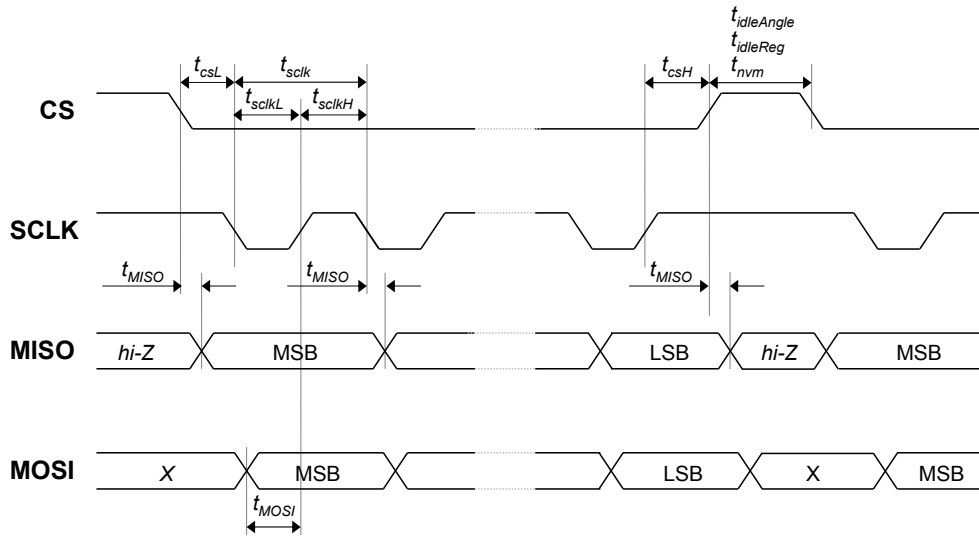 t_idleAngle
t_idleReg
t_csL t_sclk t_csH t_nvm
t_sclkL t_sclkH
CS
SCLK
t_MISO t_MISO t_MISO
MISO hi-Z MSB LSB hi-Z MSB
MOSI X MSB LSB X MSB
t_MOSI